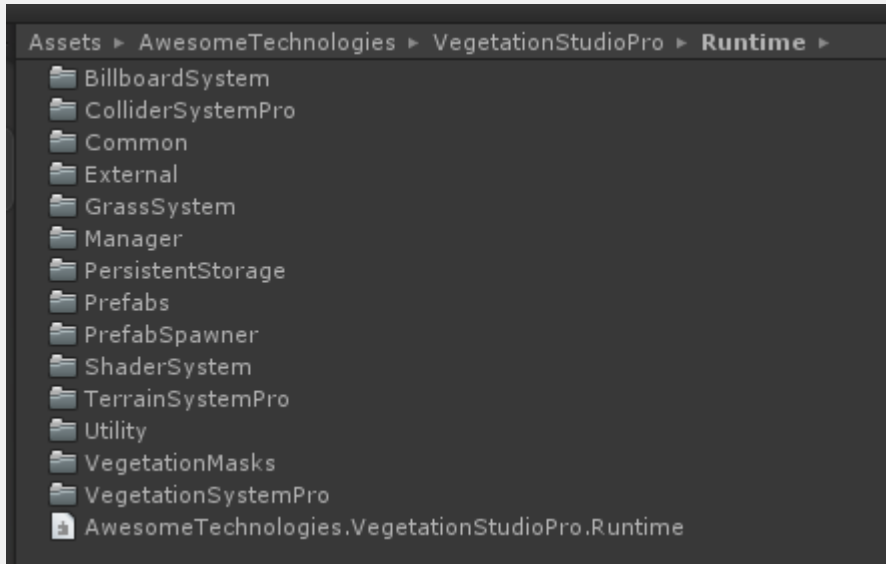 Assets ▸ AwesomeTechnologies ▸ VegetationStudioPro ▸ Runtime ▸
BillboardSystem
ColliderSystemPro
Common
External
GrassSystem
Manager
PersistentStorage
Prefabs
PrefabSpawner
ShaderSystem
TerrainSystemPro
Utility
VegetationMasks
VegetationSystemPro
AwesomeTechnologies.VegetationStudioPro.Runtime